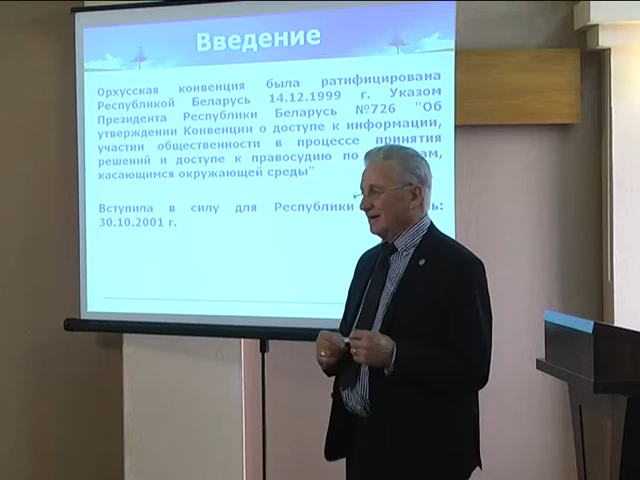 Введение
Орхусская конвенция была ратифицирована
Республикой Беларусь 14.12.1999 г. Указом
Президента Республики Беларусь №726 "Об
утверждении Конвенции о доступе к информации,
участии общественности в процессе принятия
решений и доступе к правосудию по
касающимся окружающей среды"
Вступила в силу для Республики
30.10.2001 г.